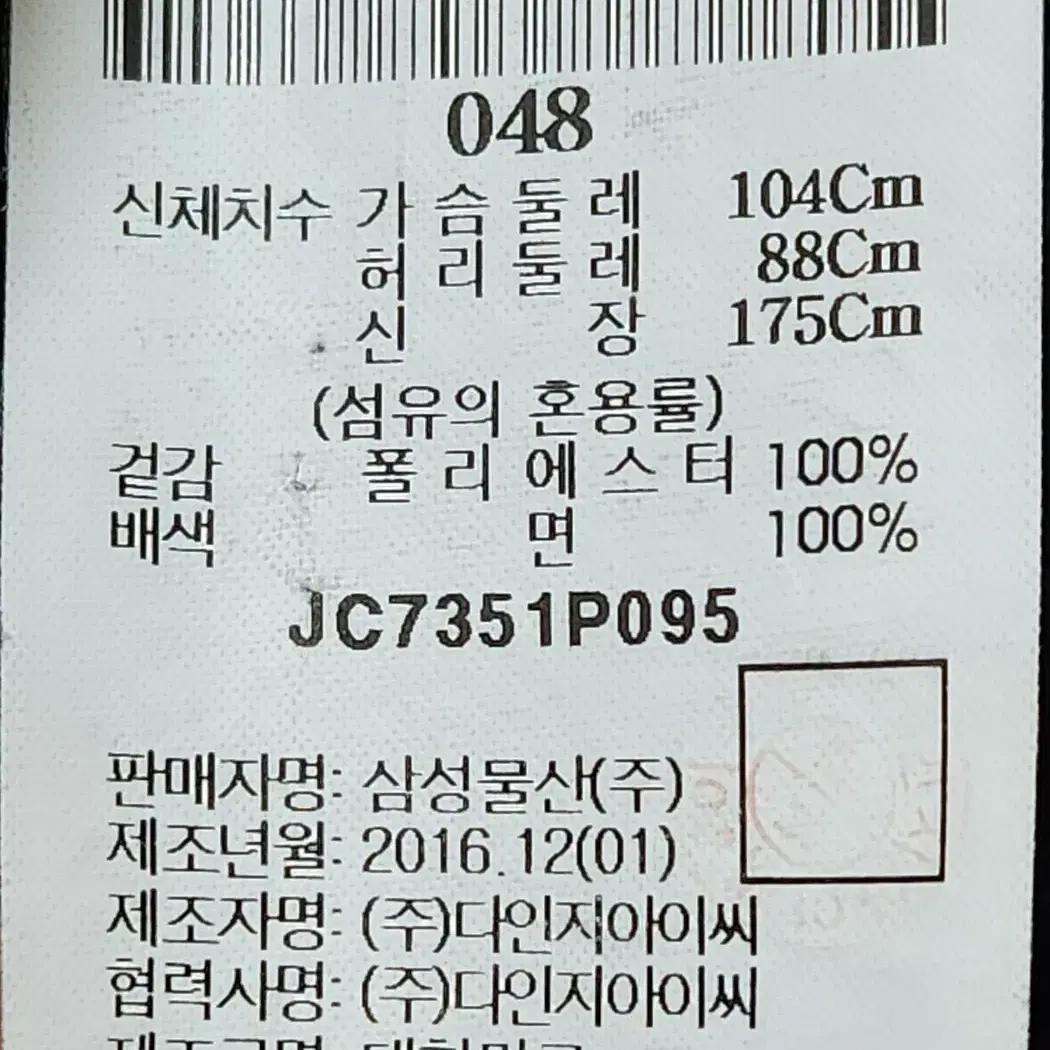 048
신체치수 가슴둘레 104Cm
허리둘레 88Cm
신장 175Cm
(섬유의 혼용률)
겉감 폴리에스터 100%
배색 면 100%
JC7351P095
판매자명: 삼성물산(주)
제조년월: 2016.12(01)
제조자명: (주)다인지아이씨
협력사명: (주)다인지아이씨